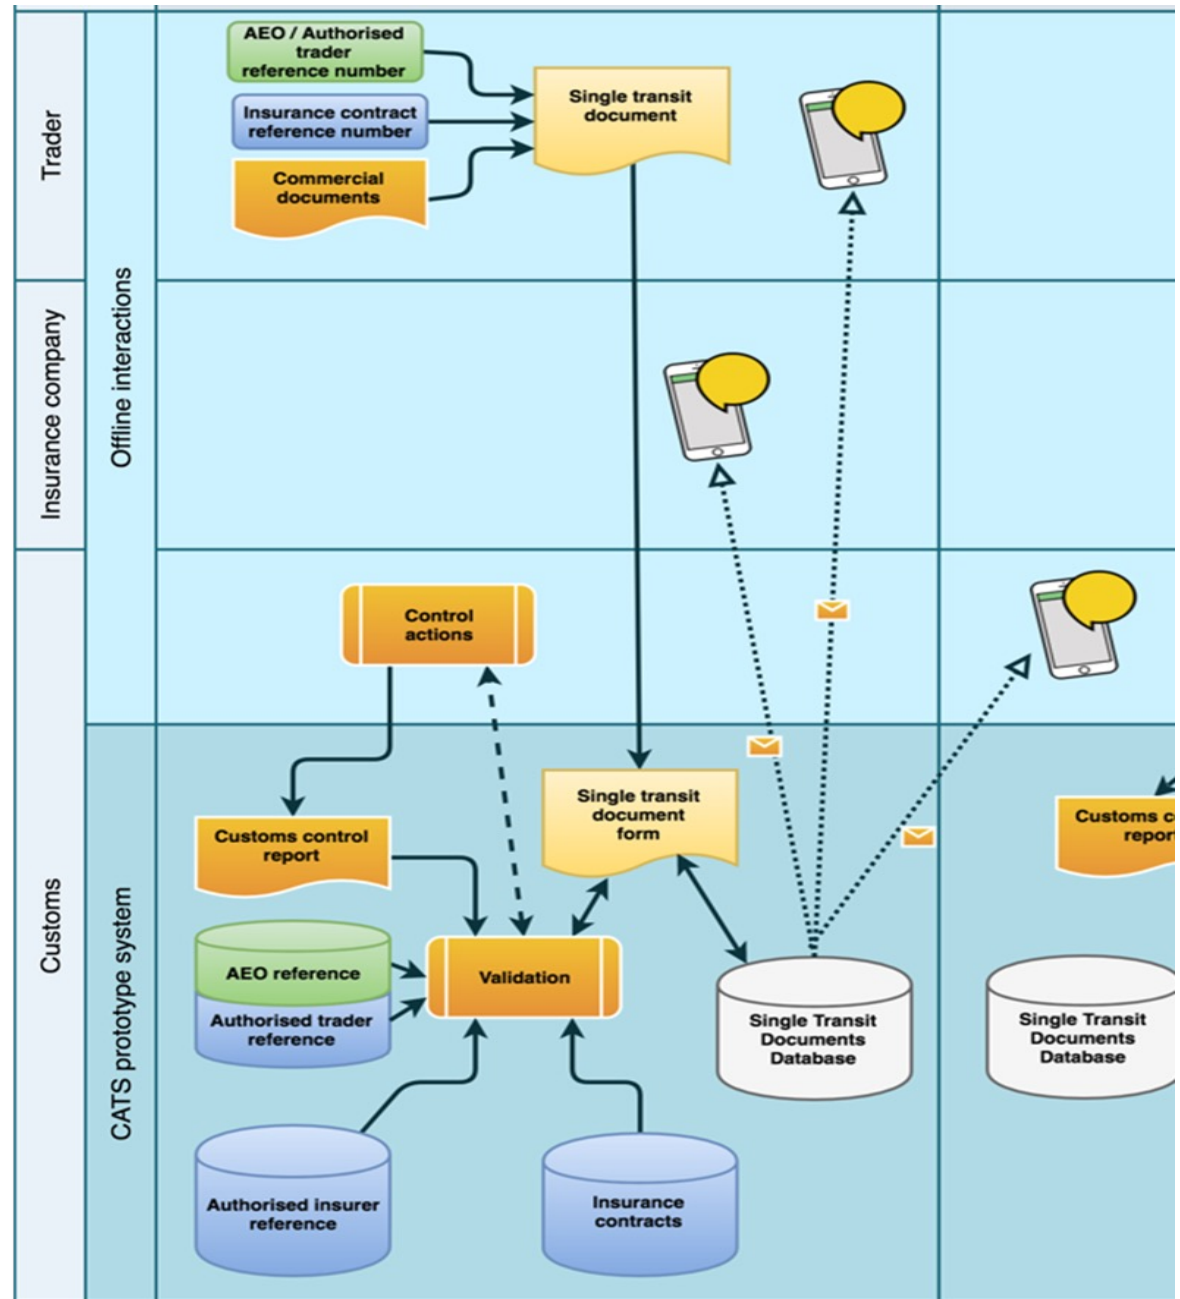 Trader
Insurance company
Customs
Offline interactions
CATS prototype system
AEO / Authorised
trader
reference number
Insurance contract
reference number
Commercial
documents
Single transit
document
Control
actions
Customs control
report
Single transit
document
form
AEO reference
Authorised trader
reference
Validation
Single Transit
Documents
Database
Authorised insurer
reference
Insurance
contracts
Customs c
repor
Single Transit
Documents
Database